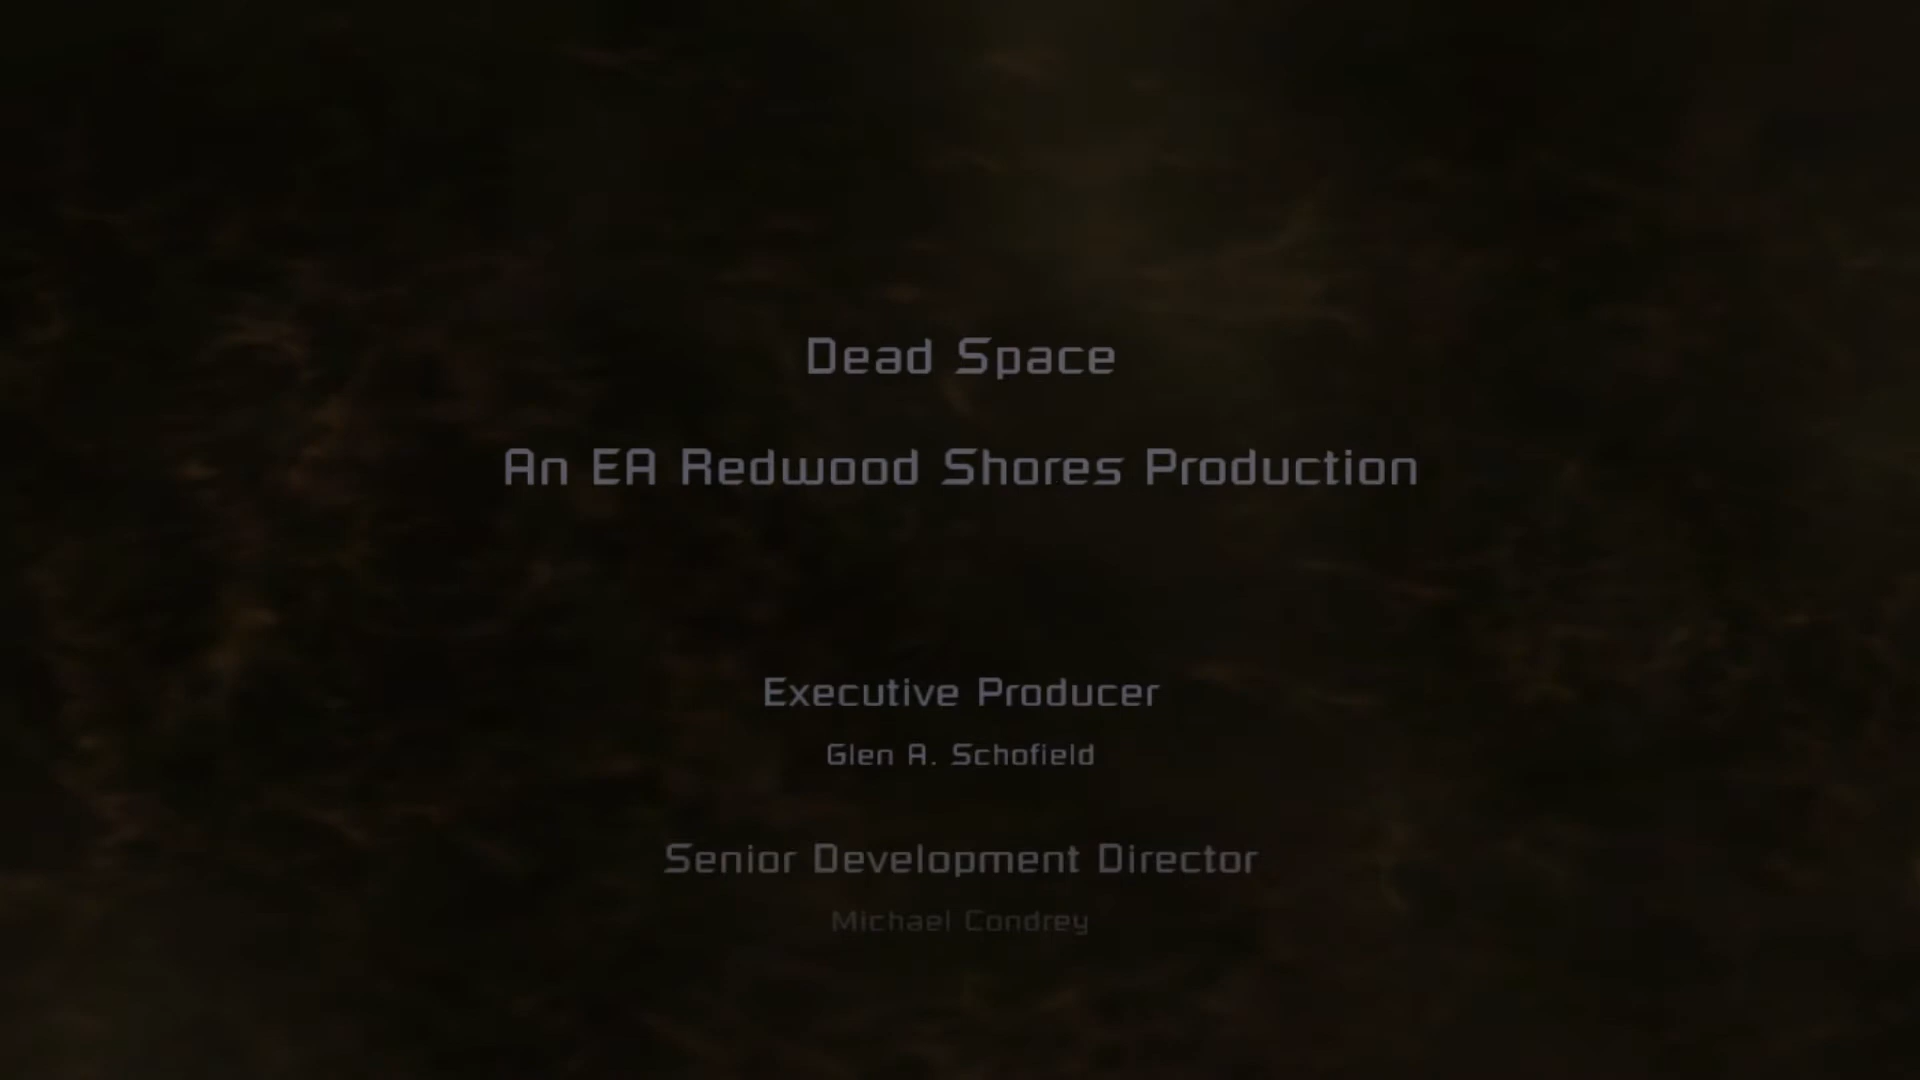 Dead Space
An EA Redwood Shores Production
Executive Producer
Glen A. Schofield
Senior Development Director
Michael Condrey